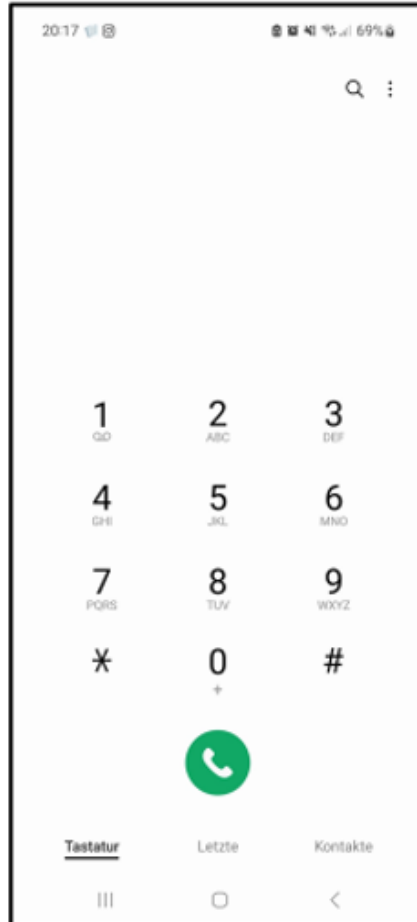 20:17 69%
1 2 3
ABC DEF
4 5 6
GHI JKL MNO
7 8 9
PQRS TUV WXYZ
* 0 #
+
Tastatur Letzte Kontakte